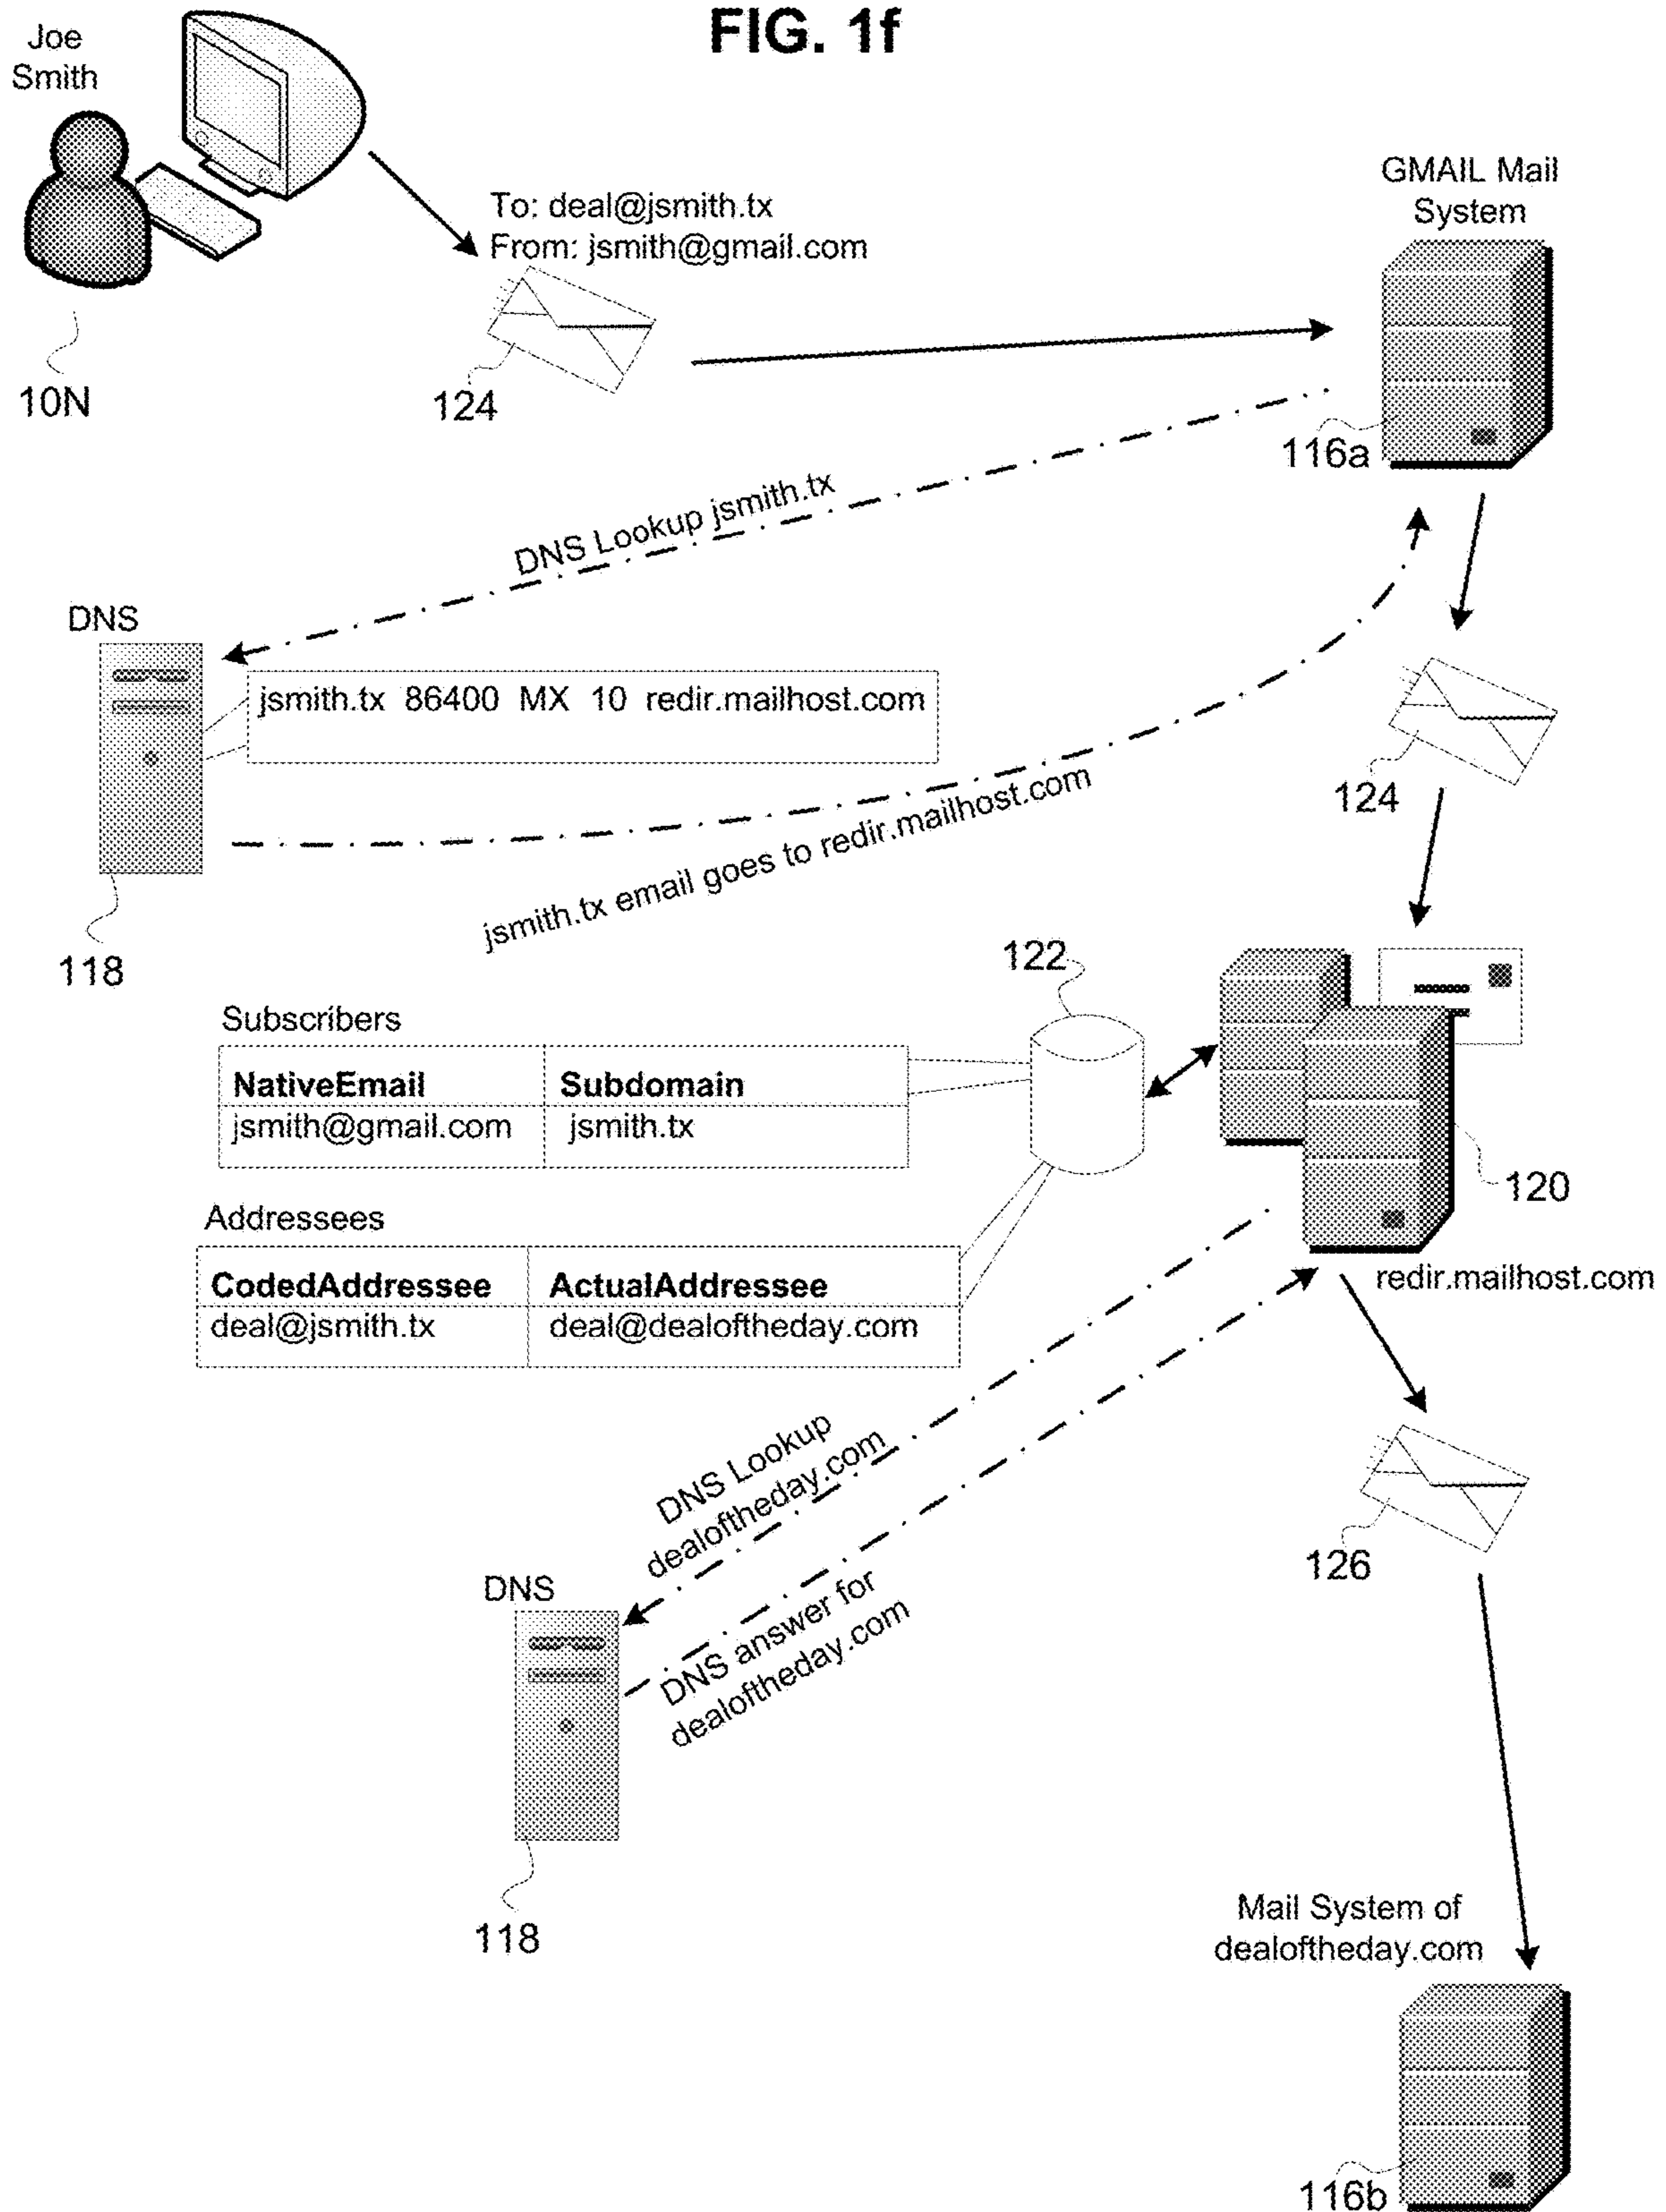 FIG. 1f
Joe
Smith
GMAIL Mail
System
To: deal@jsmith.tx
From: jsmith@gmail.com
10N
124
116a
DNS Lookup jsmith.tx
DNS
jsmith.tx 86400 MX 10 redir.mailhost.com
124
jsmith.tx email goes to redir.mailhost.com
118
122
Subscribers
NativeEmail Subdomain
jsmith@gmail.com jsmith.tx
120
Addressees
redir.mailhost.com
CodedAddressee ActualAddressee
deal@jsmith.tx deal@dealoftheday.com
DNS Lookup
dealoftheday.com
126
DNS
DNS answer for
dealoftheday.com
118
Mail System of
dealoftheday.com
116b